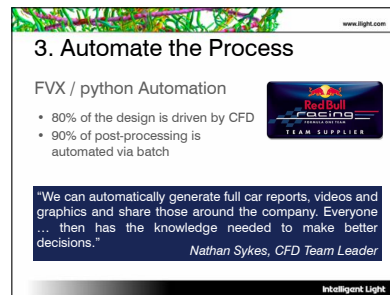 www.ilight.com
3. Automate the Process
FVX / python Automation
• 80% of the design is driven by CFD
• 90% of post-processing is
automated via batch
Red Bull
racing
FORMULA ONE TEAM
TEAM SUPPLIER
“We can automatically generate full car reports, videos and
graphics and share those around the company. Everyone
… then has the knowledge needed to make better
decisions.”
Nathan Sykes, CFD Team Leader
Intelligent Light